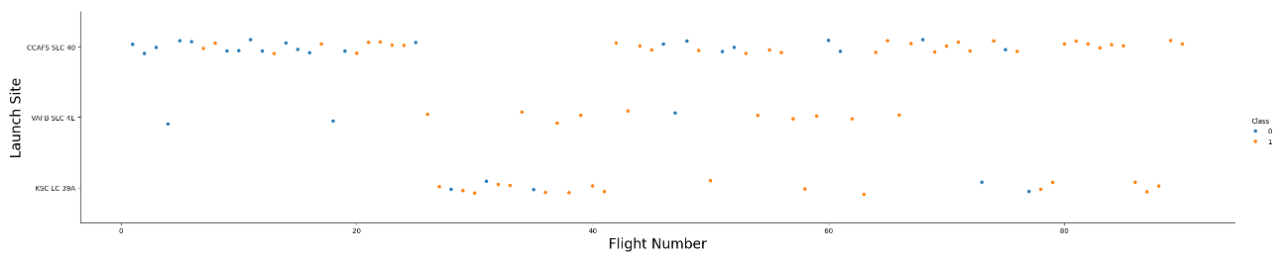 CCAFS SLC 40
VAFB SLC 4E
KSC LC 39A
Launch Site
0
20
40
60
80
Flight Number
Class
0
1